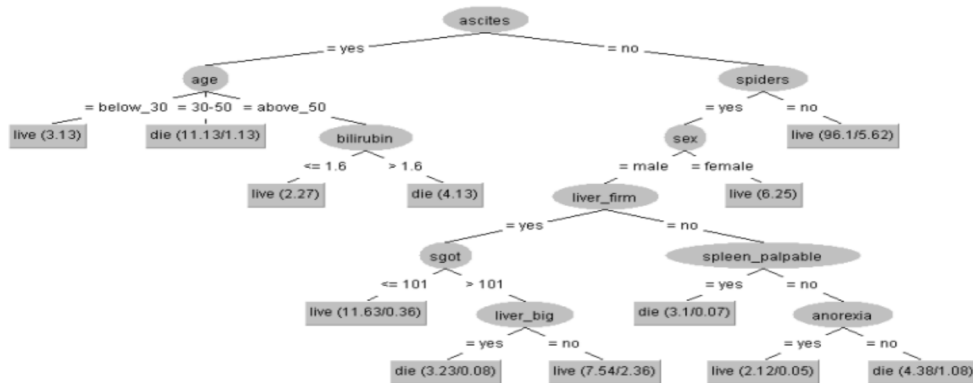 ascites
= yes = no
age spiders
= below_30 = 30-50 = above_50 = yes = no
live (3.13) die (11.13/1.13) bilirubin sex live (96.1/5.62)
<= 1.6 > 1.6 = male = female
live (2.27) die (4.13) liver_firm live (6.25)
= yes = no
sgot spleen_palpable
<= 101 > 101 = yes = no
live (11.63/0.36) liver_big die (3.1/0.07) anorexia
= yes = no = yes = no
die (3.23/0.08) live (7.54/2.36) live (2.12/0.05) die (4.38/1.08)